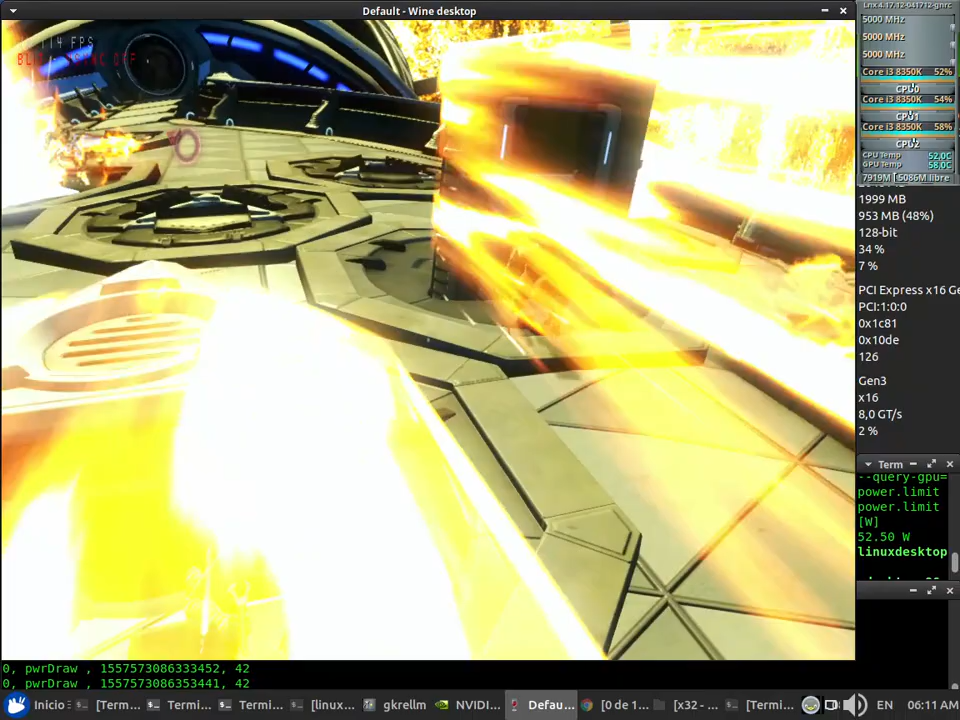 Default - Wine desktop
Lnx 4.17.12-041712-gnrc
5000 MHz
5000 MHz
5000 MHz
Core i3 8350K 52%
CPU0
Core i3 8350K 54%
CPU1
Core i3 8350K 58%
CPU2
CPU Temp 52,0C
GPU Temp 58,0C
7919M 5086M libre
1999 MB
953 MB (48%)
128-bit
34 %
7 %
PCI Express x16 Ge
PCI:1:0:0
0x1c81
0x10de
126
Gen3
x16
8,0 GT/s
2 %
FPS
Term
--query-gpu=
power.limit
power.limit
[W]
52.50 W
linuxdesktop
0, pwrDraw , 1557573086333452, 42
0, pwrDraw , 1557573086353441, 42
Inicio [Term... Termi... Termi... [linux... gkrellm NVIDI... Defau... [0 de 1... [x32 - ... [Termi... EN 06:11 AM